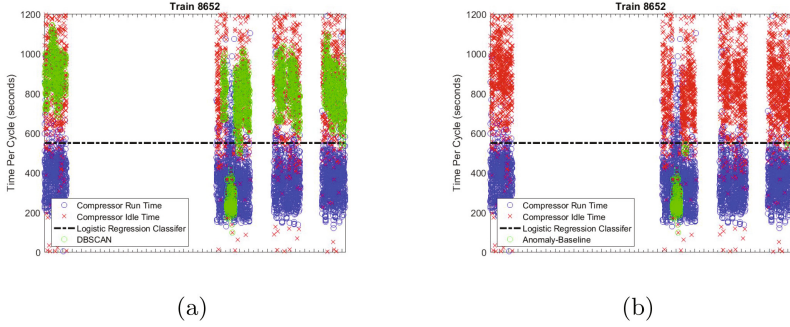 Train 8652
Time Per Cycle (seconds)
1200
1000
800
600
400
200
0
Compressor Run Time
Compressor Idle Time
Logistic Regression Classifer
DBSCAN
(a)
Train 8652
Time Per Cycle (seconds)
1200
1000
800
600
400
200
0
Compressor Run Time
Compressor Idle Time
Logistic Regression Classifer
Anomaly-Baseline
(b)